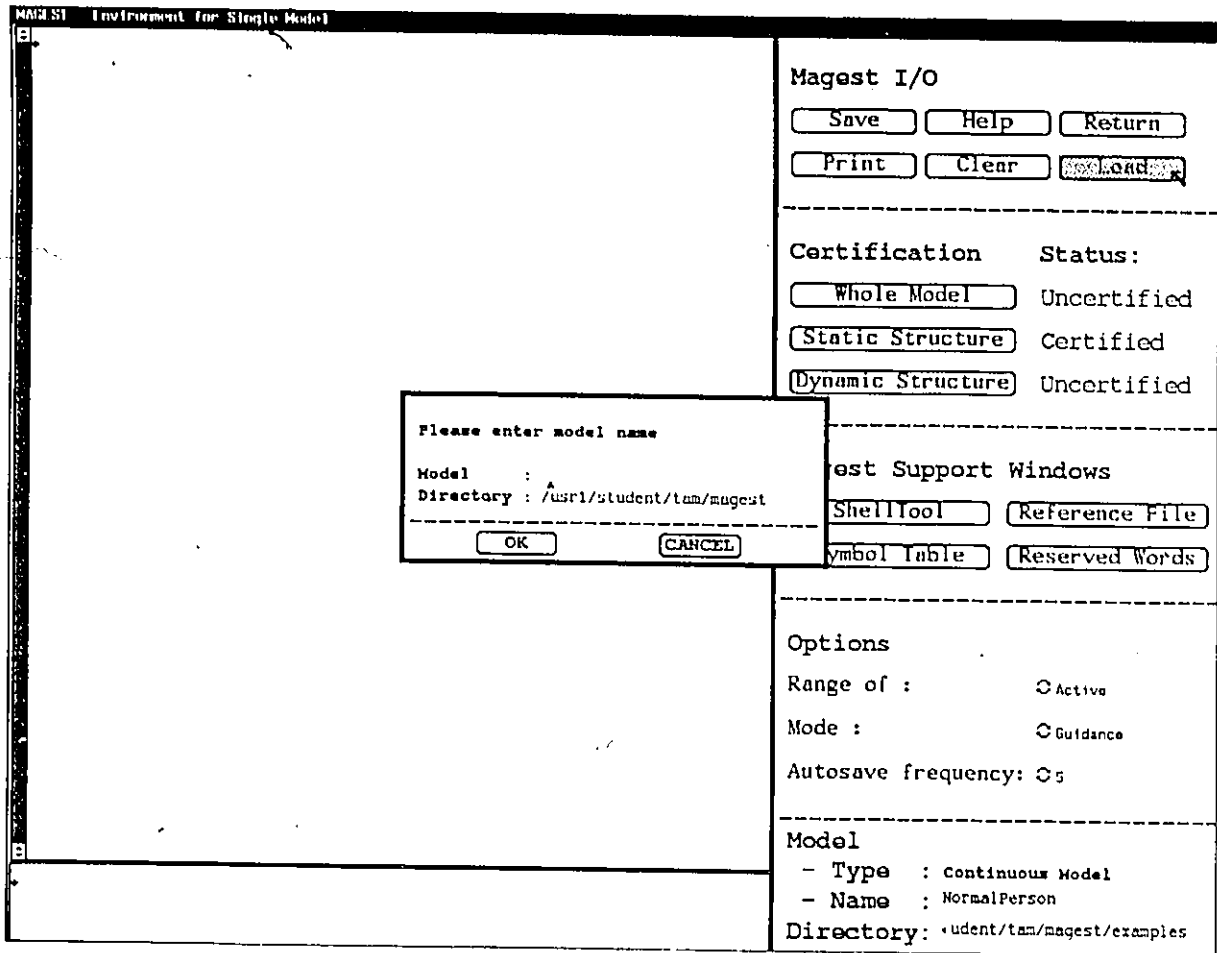 MAGEST Environment for Single Model
Magest I/O
Save Help Return
Print Clear Load
Certification Status:
Whole Model Uncertified
Static Structure Certified
Dynamic Structure Uncertified
Please enter model name
Model :
Directory : /usr1/student/tam/magest
OK CANCEL
est Support Windows
ShellTool Reference File
ymbol Table Reserved Words
Options
Range of : Active
Mode : Guidance
Autosave frequency: 5
Model
- Type : Continuous Model
- Name : NormalPerson
Directory: udent/tam/magest/examples